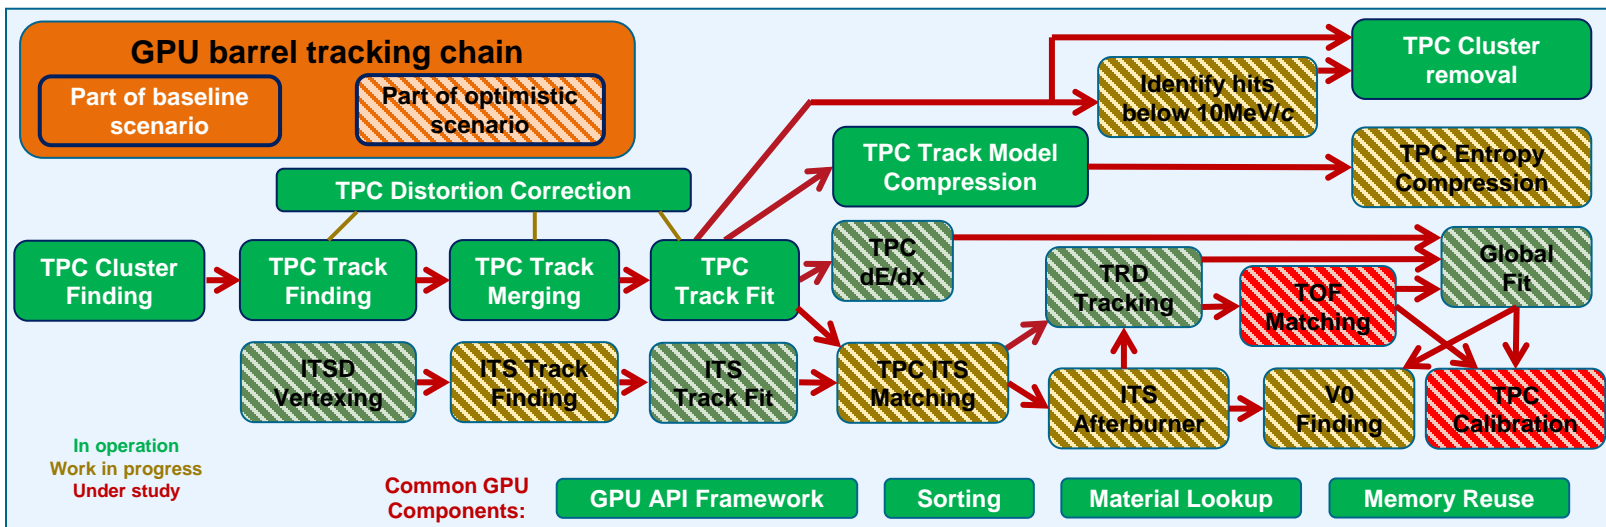 GPU barrel tracking chain
Part of baseline
scenario
Part of optimistic
scenario
TPC Cluster
removal
Identify hits
below 10MeV/c
TPC Track Model
Compression
TPC Entropy
Compression
TPC Distortion Correction
TPC Cluster
Finding
TPC Track
Finding
TPC Track
Merging
TPC
Track Fit
TPC
dE/dx
TRD
Tracking
TOF
Matching
Global
Fit
ITSD
Vertexing
ITS Track
Finding
ITS
Track Fit
TPC ITS
Matching
ITS
Afterburner
V0
Finding
TPC
Calibration
In operation
Work in progress
Under study
Common GPU
Components:
GPU API Framework
Sorting
Material Lookup
Memory Reuse